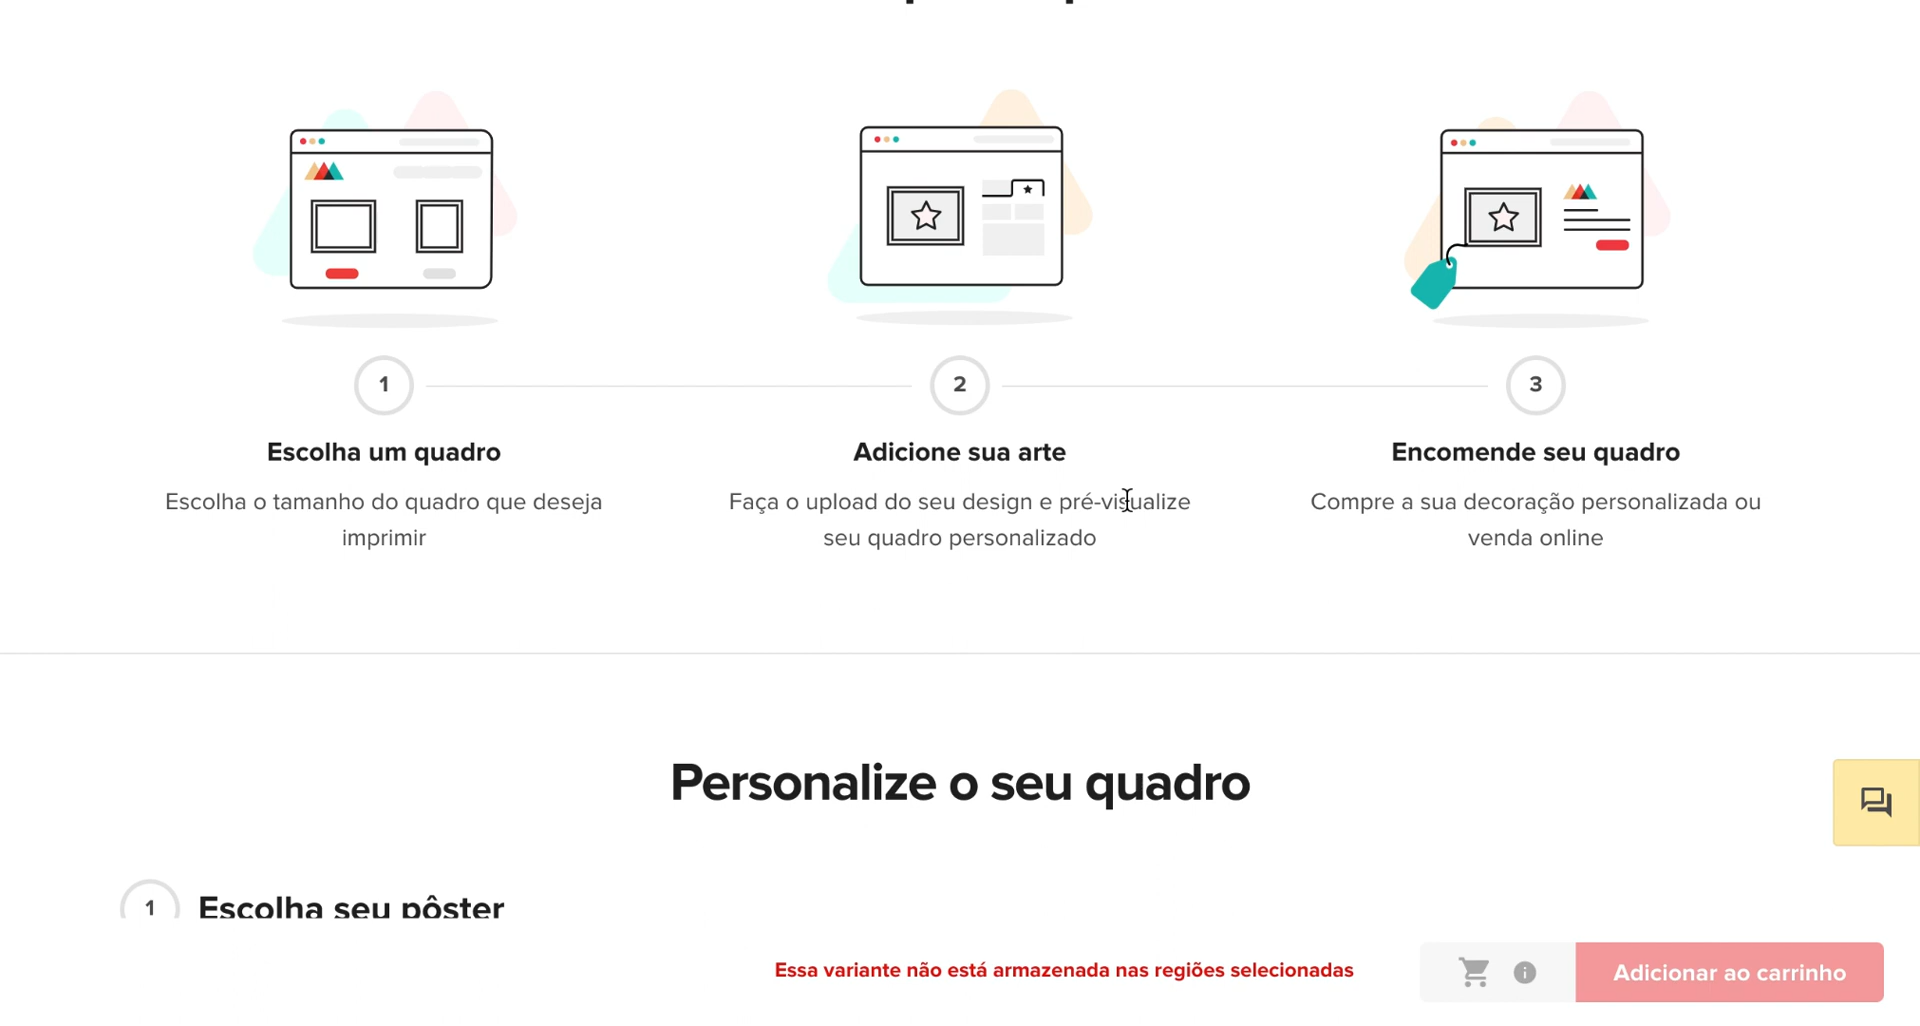 1
2
3
Escolha um quadro
Adicione sua arte
Encomende seu quadro
Escolha o tamanho do quadro que deseja
imprimir
Faça o upload do seu design e pré-visualize
seu quadro personalizado
Compre a sua decoração personalizada ou
venda online
Personalize o seu quadro
1 Escolha seu pôster
Essa variante não está armazenada nas regiões selecionadas
Adicionar ao carrinho